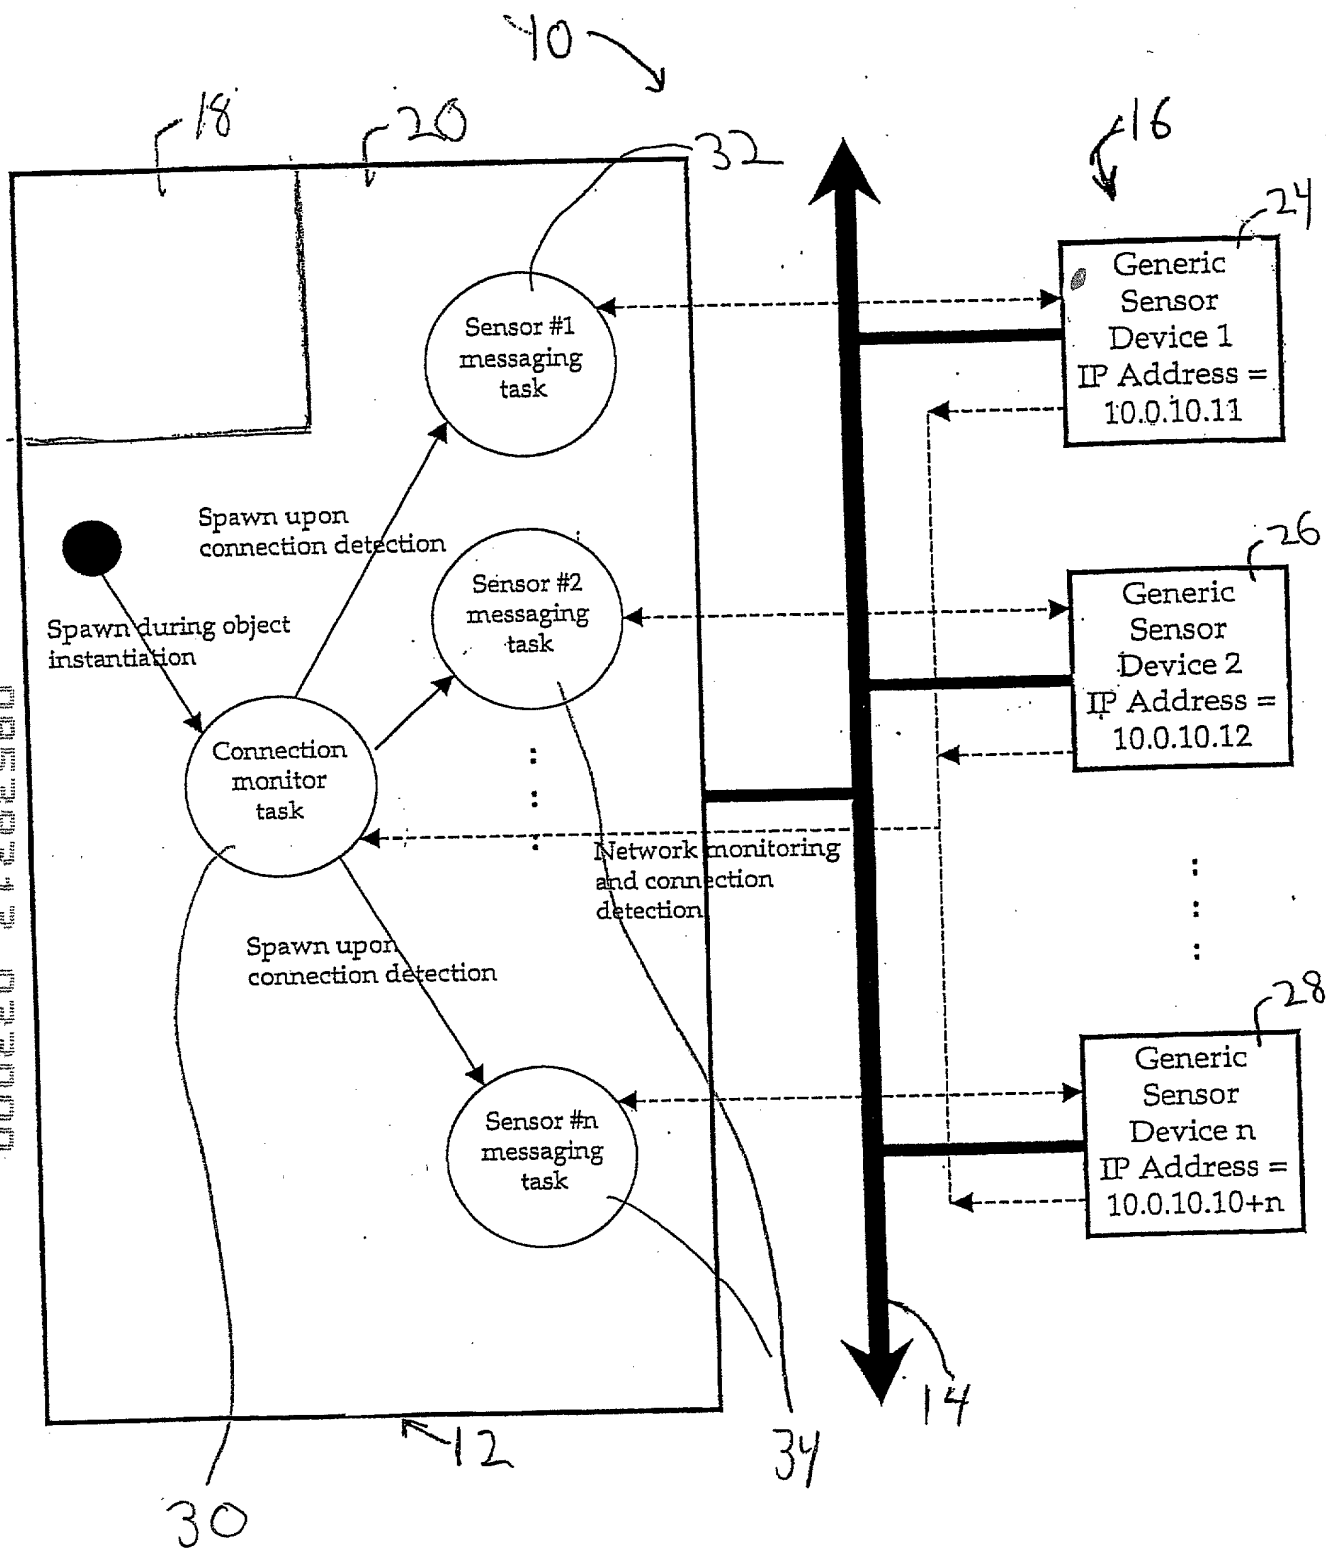 40
18
20
32
16
24
Generic
Sensor
Device 1
IP Address =
10.0.10.11
Sensor #1
messaging
task
Spawn upon
connection detection
26
Sensor #2
messaging
task
Generic
Sensor
Device 2
IP Address =
10.0.10.12
Spawn during object
instantiation
Connection
monitor
task
Network monitoring
and connection
detection
Spawn upon
connection detection
28
Generic
Sensor
Device n
IP Address =
10.0.10.10+n
Sensor #n
messaging
task
14
12
34
30